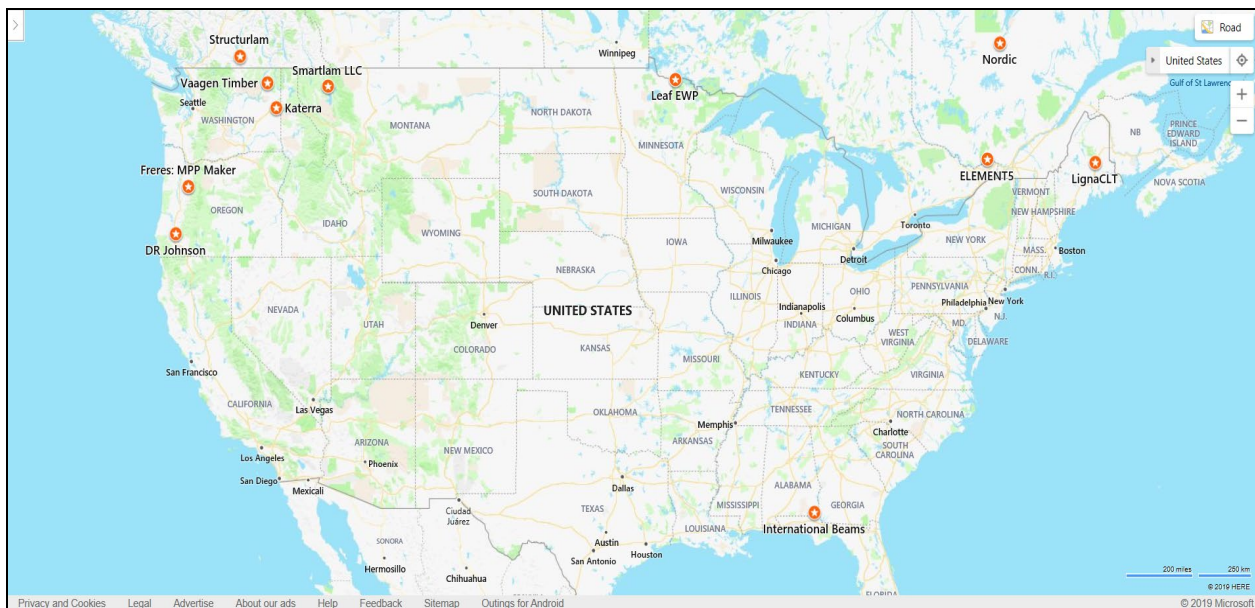 Road
United States
Structurlam
Winnipeg
Nordic
Smartlam LLC
Vaagen Timber
Leaf EWP
Gulf of St Lawrenc
Seattle
Katerra
WASHINGTON
MONTANA
NORTH DAKOTA
MINNESOTA
NB
PRINCE
EDWARD
ISLAND
Freres: MPP Maker
ELEMENT5
LignaCLT
NOVA SCOTIA
OREGON
IDAHO
SOUTH DAKOTA
WISCONSIN
VERMONT
NEW HAMPSHIRE
DR Johnson
WYOMING
MICHIGAN
Toronto
IOWA
Milwaukee
Detroit
NEW YORK
MASS.
Boston
Chicago
CONN.
R.I.
NEBRASKA
NEVADA
UTAH
Denver
UNITED STATES
ILLINOIS
Indianapolis
OHIO
PENNSYLVANIA
Philadelphia
New York
COLORADO
KANSAS
INDIANA
Columbus
MD.
N.J.
MISSOURI
WEST
VIRGINIA
DELAWARE
San Francisco
KENTUCKY
VIRGINIA
CALIFORNIA
Las Vegas
OKLAHOMA
TENNESSEE
NORTH CAROLINA
Memphis
Charlotte
ARIZONA
NEW MEXICO
ARKANSAS
SOUTH
CAROLINA
Los Angeles
Phoenix
San Diego
Mexicali
Dallas
ALABAMA
Ciudad
Juárez
TEXAS
MISSISSIPPI
GEORGIA
LOUISIANA
International Beams
SONORA
Austin
Houston
San Antonio
Hermosillo
Chihuahua
200 miles
250 km
© 2019 HERE
FLORIDA
Privacy and Cookies
Legal
Advertise
About our ads
Help
Feedback
Sitemap
Outings for Android
© 2019 Microsoft